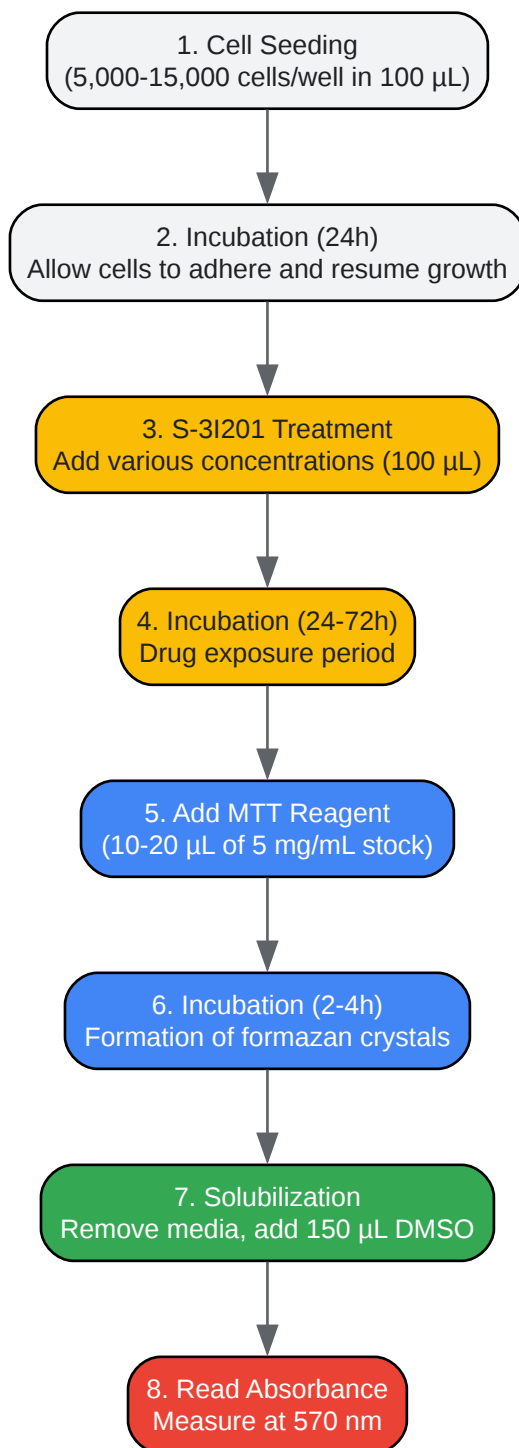 1. Cell Seeding
(5,000-15,000 cells/well in 100 µL)
2. Incubation (24h)
Allow cells to adhere and resume growth
3. S-3I201 Treatment
Add various concentrations (100 µL)
4. Incubation (24-72h)
Drug exposure period
5. Add MTT Reagent
(10-20 µL of 5 mg/mL stock)
6. Incubation (2-4h)
Formation of formazan crystals
7. Solubilization
Remove media, add 150 µL DMSO
8. Read Absorbance
Measure at 570 nm